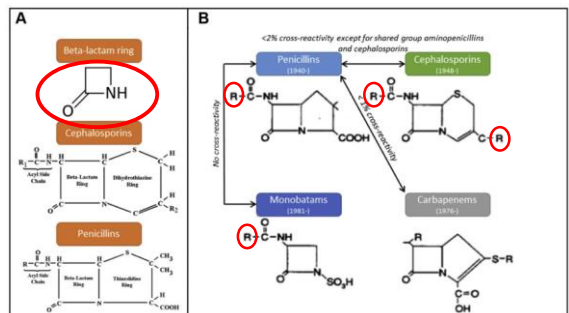 A
Beta-lactam ring
O
NH
Cephalosporins
R1
O
C
N
H
H
C
H
C
S
C
H
H
Acyl Side
Chain
Beta-Lactam
Ring
Dihydrothiazine
Ring
C
O
N
C
C
R2
H
Penicillins
R
O
C
N
H
H
C
H
C
S
C
CH3
CH3
Acyl Side
Chain
Beta-Lactam
Ring
Thiazolidine
Ring
C
O
N
C
H
COOH
B
<2% cross-reactivity except for shared group aminopenicillins
and cephalosporins
Penicillins
(1940-)
Cephalosporins
(1948-)
O
R-C-NH
O
N
COOH
O
R-C-NH
S
O
N
C-R
<1% cross-reactivity
No cross-reactivity
Monobatams
(1981-)
Carbapenems
(1976-)
O
R-C-NH
O
N-SO3H
R
O
N
S-R
C=O
OH